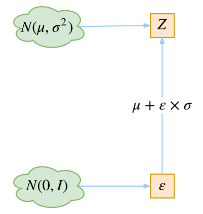 N(μ, σ²)
Z
μ + ε × σ
N(0, I)
ε